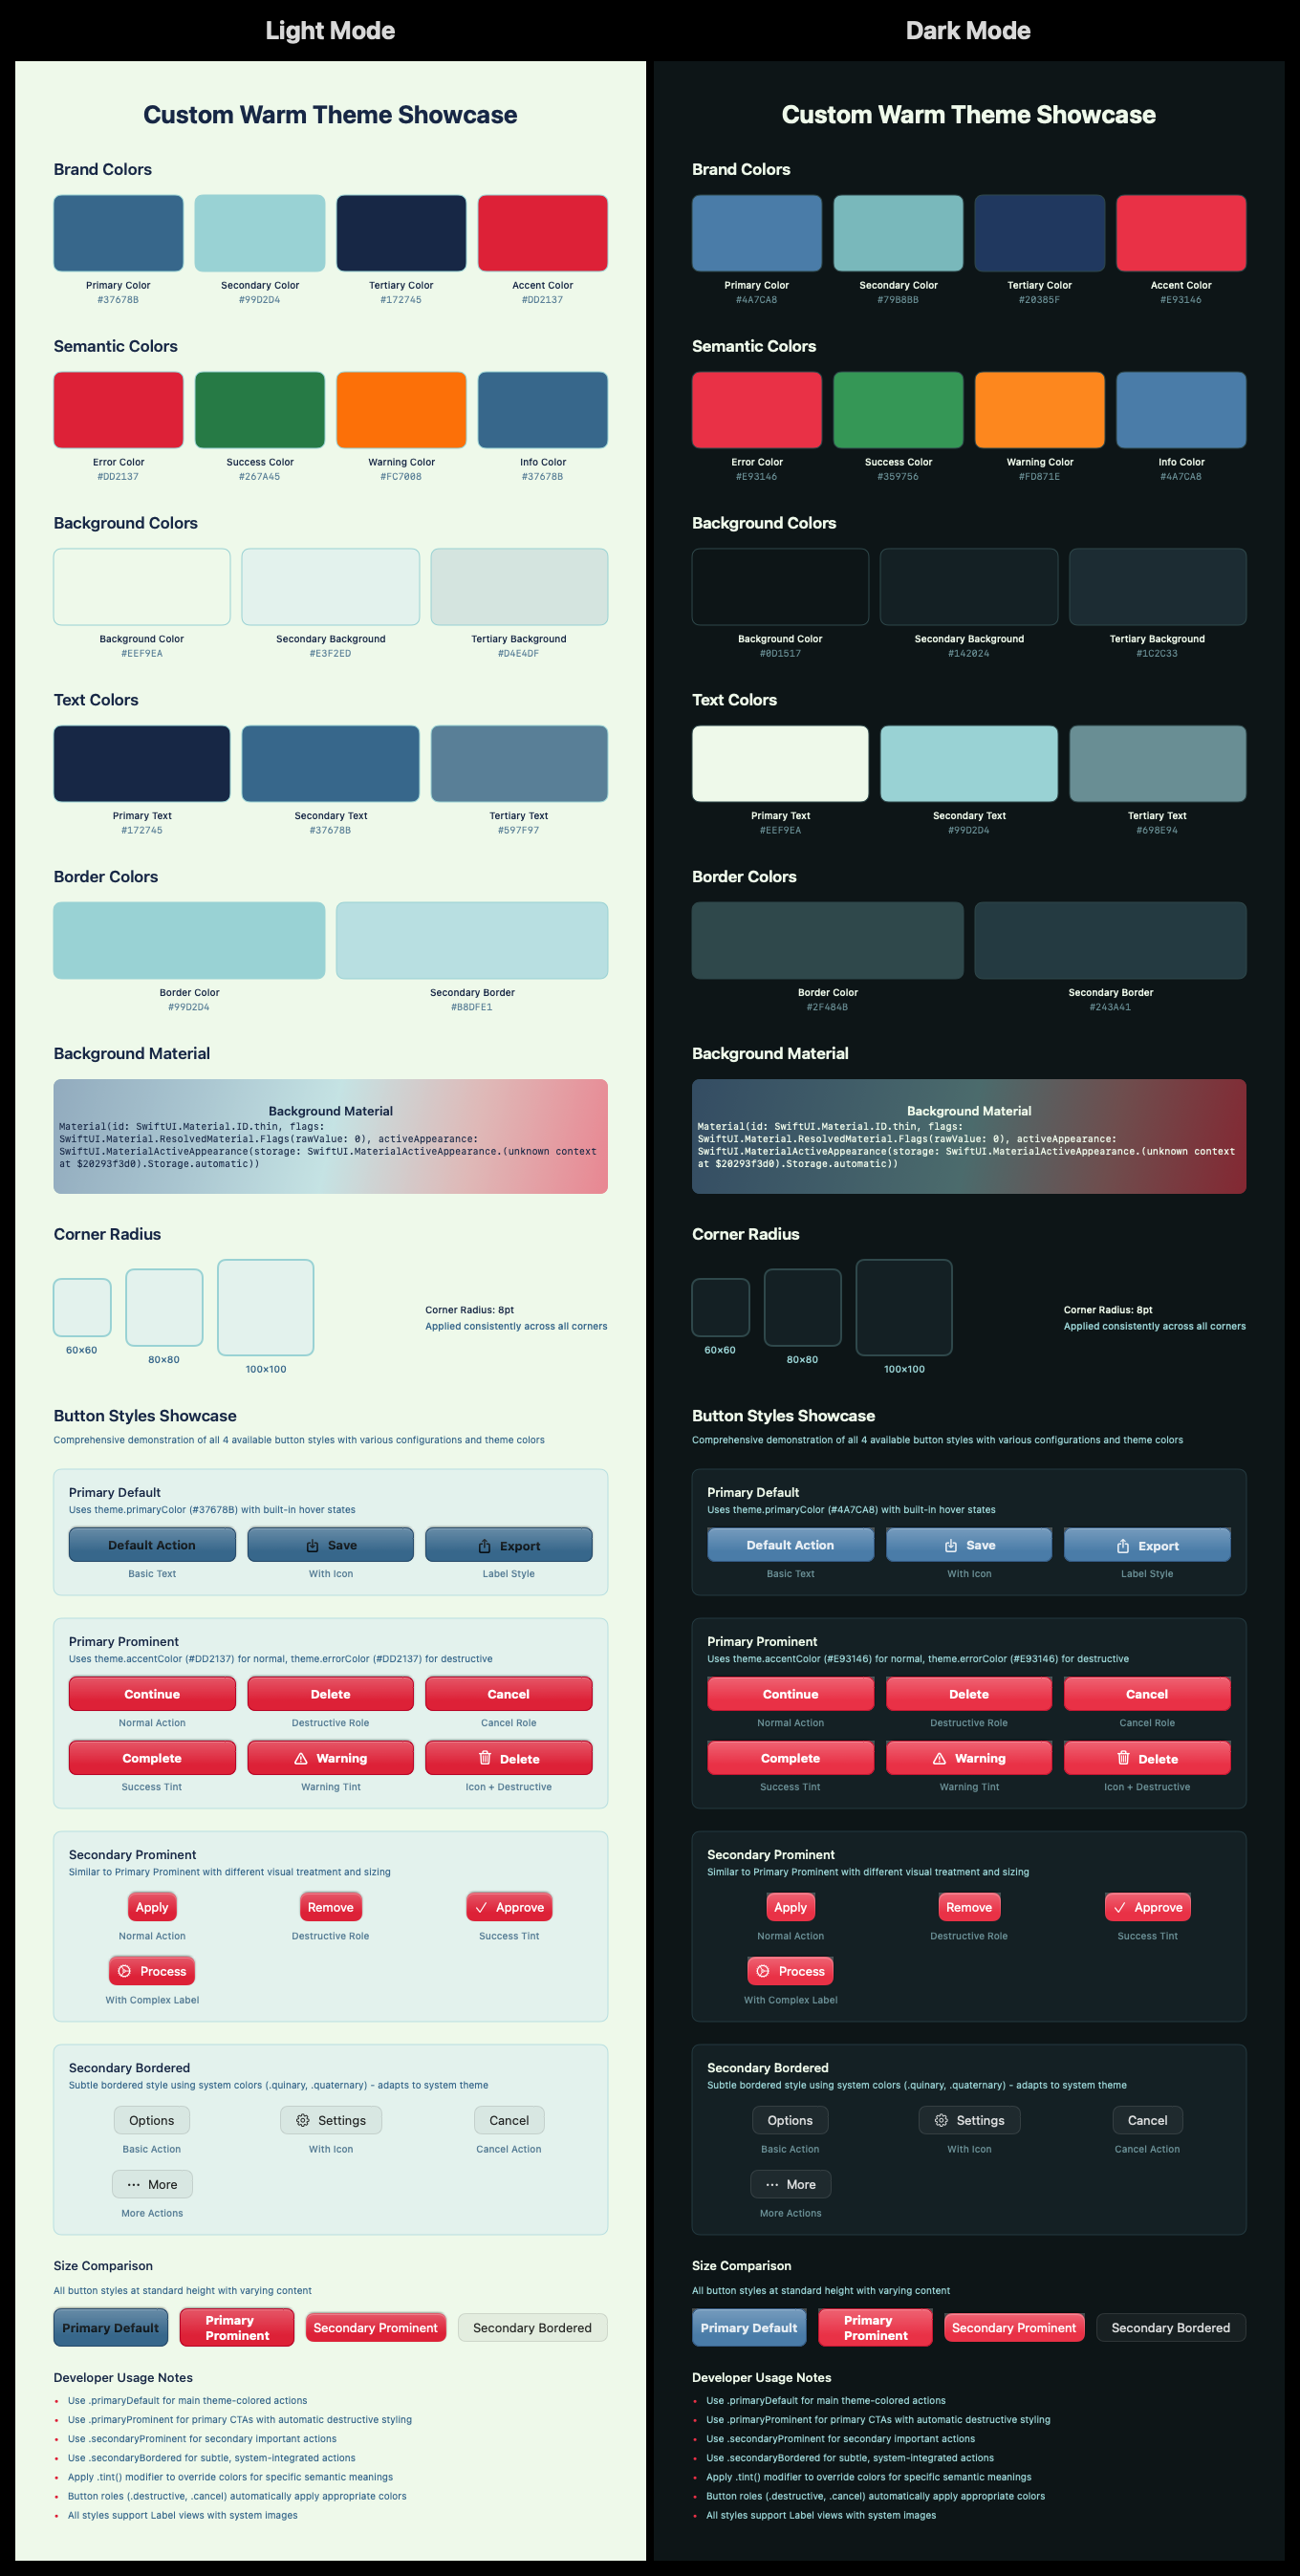 Light Mode
Custom Warm Theme Showcase
Brand Colors
Primary Color Secondary Color Tertiary Color Accent Color
#37678B #99D2D4 #172745 #DD2137
Semantic Colors
Error Color Success Color Warning Color Info Color
#DD2137 #267A45 #FC7008 #37678B
Background Colors
Background Color Secondary Background Tertiary Background
#EEF9EA #E3F2ED #D4E4DF
Text Colors
Primary Text Secondary Text Tertiary Text
#172745 #37678B #597F97
Border Colors
Border Color Secondary Border
#99D2D4 #B8DFE1
Background Material
Background Material
Material(id: SwiftUI.Material.ID.thin, flags:
SwiftUI.Material.ResolvedMaterial.Flags(rawValue: 0), activeAppearance:
SwiftUI.MaterialActiveAppearance(storage: SwiftUI.MaterialActiveAppearance.(unknown context
at $20293f3d0).Storage.automatic))
Corner Radius
Corner Radius: 8pt
Applied consistently across all corners
60×60 80×80 100×100
Button Styles Showcase
Comprehensive demonstration of all 4 available button styles with various configurations and theme colors
Primary Default
Uses theme.primaryColor (#37678B) with built-in hover states
Default Action Save Export
Basic Text With Icon Label Style
Primary Prominent
Uses theme.accentColor (#DD2137) for normal, theme.errorColor (#DD2137) for destructive
Continue Delete Cancel
Normal Action Destructive Role Cancel Role
Complete Warning Delete
Success Tint Warning Tint Icon + Destructive
Secondary Prominent
Similar to Primary Prominent with different visual treatment and sizing
Apply Remove Approve
Normal Action Destructive Role Success Tint
Process
With Complex Label
Secondary Bordered
Subtle bordered style using system colors (.quinary, .quaternary) - adapts to system theme
Options Settings Cancel
Basic Action With Icon Cancel Action
More
More Actions
Size Comparison
All button styles at standard height with varying content
Primary Default Primary Prominent Secondary Prominent Secondary Bordered
Developer Usage Notes
• Use .primaryDefault for main theme-colored actions
• Use .primaryProminent for primary CTAs with automatic destructive styling
• Use .secondaryProminent for secondary important actions
• Use .secondaryBordered for subtle, system-integrated actions
• Apply .tint() modifier to override colors for specific semantic meanings
• Button roles (.destructive, .cancel) automatically apply appropriate colors
• All styles support Label views with system images
Dark Mode
Custom Warm Theme Showcase
Brand Colors
Primary Color Secondary Color Tertiary Color Accent Color
#4A7CA8 #79B8BB #20385F #E93146
Semantic Colors
Error Color Success Color Warning Color Info Color
#E93146 #359756 #FD871E #4A7CA8
Background Colors
Background Color Secondary Background Tertiary Background
#0D1517 #142024 #1C2C33
Text Colors
Primary Text Secondary Text Tertiary Text
#EEF9EA #99D2D4 #698E94
Border Colors
Border Color Secondary Border
#2F484B #243A41
Background Material
Background Material
Material(id: SwiftUI.Material.ID.thin, flags:
SwiftUI.Material.ResolvedMaterial.Flags(rawValue: 0), activeAppearance:
SwiftUI.MaterialActiveAppearance(storage: SwiftUI.MaterialActiveAppearance.(unknown context
at $20293f3d0).Storage.automatic))
Corner Radius
Corner Radius: 8pt
Applied consistently across all corners
60×60 80×80 100×100
Button Styles Showcase
Comprehensive demonstration of all 4 available button styles with various configurations and theme colors
Primary Default
Uses theme.primaryColor (#4A7CA8) with built-in hover states
Default Action Save Export
Basic Text With Icon Label Style
Primary Prominent
Uses theme.accentColor (#E93146) for normal, theme.errorColor (#E93146) for destructive
Continue Delete Cancel
Normal Action Destructive Role Cancel Role
Complete Warning Delete
Success Tint Warning Tint Icon + Destructive
Secondary Prominent
Similar to Primary Prominent with different visual treatment and sizing
Apply Remove Approve
Normal Action Destructive Role Success Tint
Process
With Complex Label
Secondary Bordered
Subtle bordered style using system colors (.quinary, .quaternary) - adapts to system theme
Options Settings Cancel
Basic Action With Icon Cancel Action
More
More Actions
Size Comparison
All button styles at standard height with varying content
Primary Default Primary Prominent Secondary Prominent Secondary Bordered
Developer Usage Notes
• Use .primaryDefault for main theme-colored actions
• Use .primaryProminent for primary CTAs with automatic destructive styling
• Use .secondaryProminent for secondary important actions
• Use .secondaryBordered for subtle, system-integrated actions
• Apply .tint() modifier to override colors for specific semantic meanings
• Button roles (.destructive, .cancel) automatically apply appropriate colors
• All styles support Label views with system images